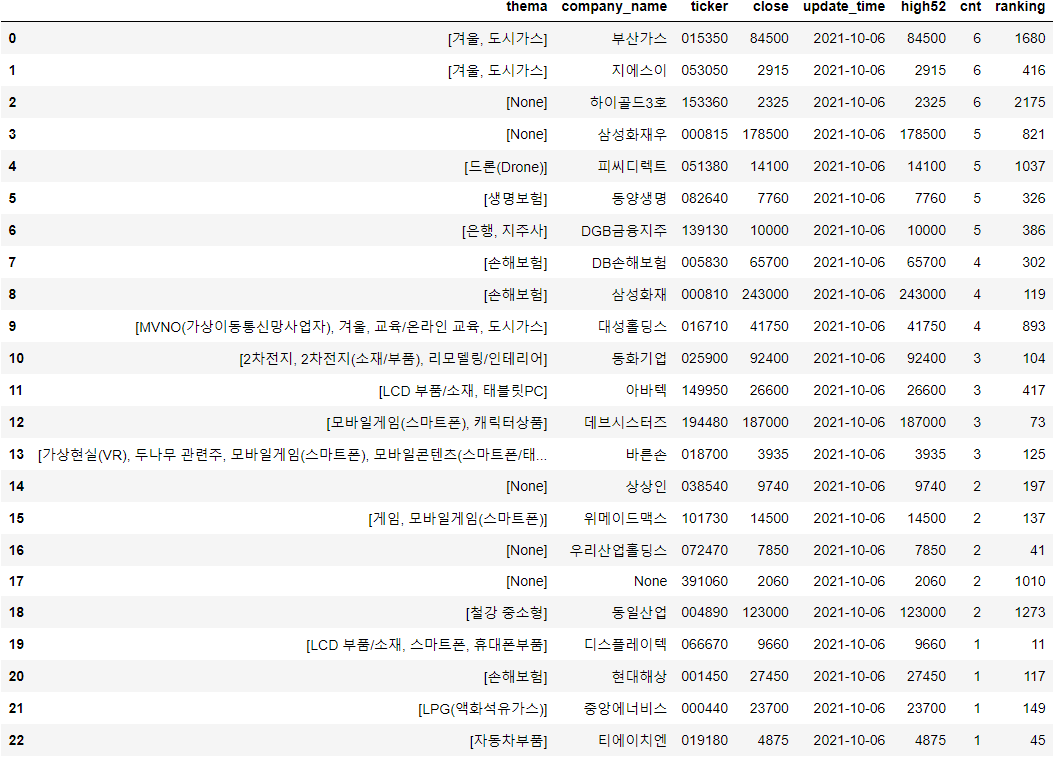 thema company_name ticker close update_time high52 cnt ranking
0 [겨울, 도시가스] 부산가스 015350 84500 2021-10-06 84500 6 1680
1 [겨울, 도시가스] 지에스이 053050 2915 2021-10-06 2915 6 416
2 [None] 하이골드3호 153360 2325 2021-10-06 2325 6 2175
3 [None] 삼성화재우 000815 178500 2021-10-06 178500 5 821
4 [드론(Drone)] 피씨디렉트 051380 14100 2021-10-06 14100 5 1037
5 [생명보험] 동양생명 082640 7760 2021-10-06 7760 5 326
6 [은행, 지주사] DGB금융지주 139130 10000 2021-10-06 10000 5 386
7 [손해보험] DB손해보험 005830 65700 2021-10-06 65700 4 302
8 [손해보험] 삼성화재 000810 243000 2021-10-06 243000 4 119
9 [MVNO(가상이동통신망사업자), 겨울, 교육/온라인 교육, 도시가스] 대성홀딩스 016710 41750 2021-10-06 41750 4 893
10 [2차전지, 2차전지(소재/부품), 리모델링/인테리어] 동화기업 025900 92400 2021-10-06 92400 3 104
11 [LCD 부품/소재, 태블릿PC] 아바텍 149950 26600 2021-10-06 26600 3 417
12 [모바일게임(스마트폰), 캐릭터상품] 데브시스터즈 194480 187000 2021-10-06 187000 3 73
13 [가상현실(VR), 두나무 관련주, 모바일게임(스마트폰), 모바일콘텐츠(스마트폰/태... 바른손 018700 3935 2021-10-06 3935 3 125
14 [None] 상상인 038540 9740 2021-10-06 9740 2 197
15 [게임, 모바일게임(스마트폰)] 위메이드맥스 101730 14500 2021-10-06 14500 2 137
16 [None] 우리산업홀딩스 072470 7850 2021-10-06 7850 2 41
17 [None] None 391060 2060 2021-10-06 2060 2 1010
18 [철강 중소형] 동일산업 004890 123000 2021-10-06 123000 2 1273
19 [LCD 부품/소재, 스마트폰, 휴대폰부품] 디스플레이텍 066670 9660 2021-10-06 9660 1 11
20 [손해보험] 현대해상 001450 27450 2021-10-06 27450 1 117
21 [LPG(액화석유가스)] 중앙에너비스 000440 23700 2021-10-06 23700 1 149
22 [자동차부품] 티에이치엔 019180 4875 2021-10-06 4875 1 45